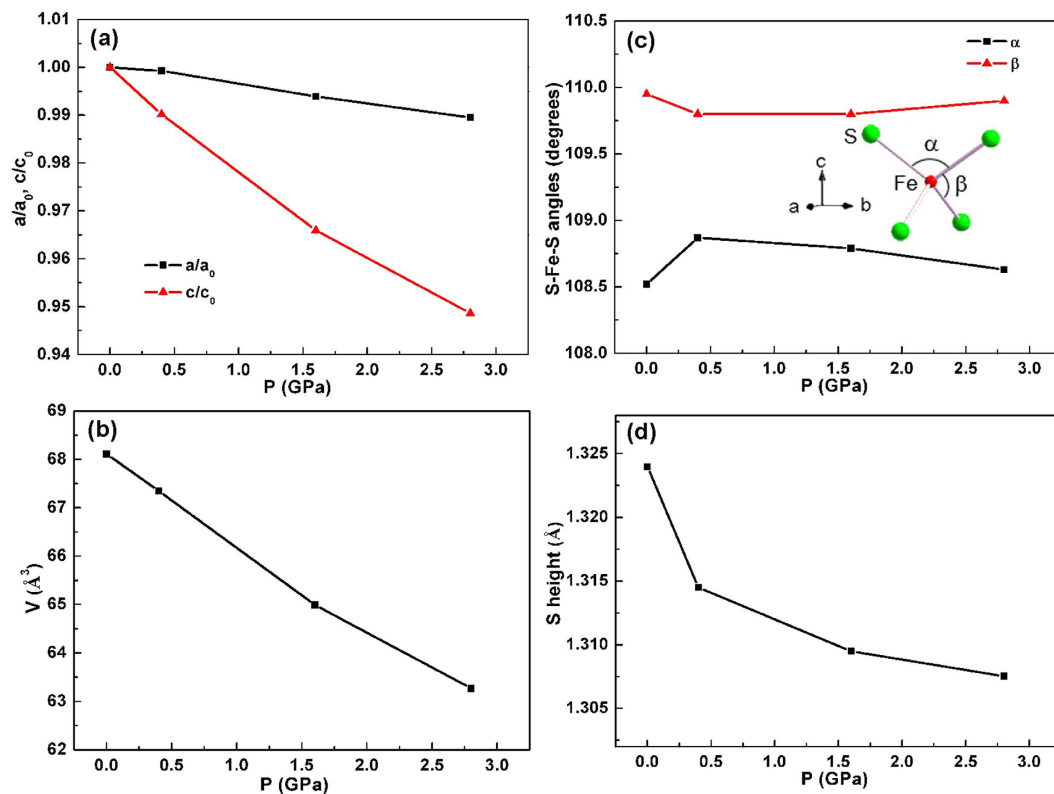 (a)
1.01
1.00
0.99
0.98
0.97
0.96
0.95
0.94
a/a₀, c/c₀
a/a₀
c/c₀
0.0 0.5 1.0 1.5 2.0 2.5 3.0
P (GPa)
(c)
110.5
110.0
109.5
109.0
108.5
108.0
S-Fe-S angles (degrees)
α
β
S
α
Fe
β
c
a
b
0.0 0.5 1.0 1.5 2.0 2.5 3.0
P (GPa)
(b)
69
68
67
66
65
64
63
62
V (Å³)
0.0 0.5 1.0 1.5 2.0 2.5 3.0
P (GPa)
(d)
1.325
1.320
1.315
1.310
1.305
S height (Å)
0.0 0.5 1.0 1.5 2.0 2.5 3.0
P (GPa)